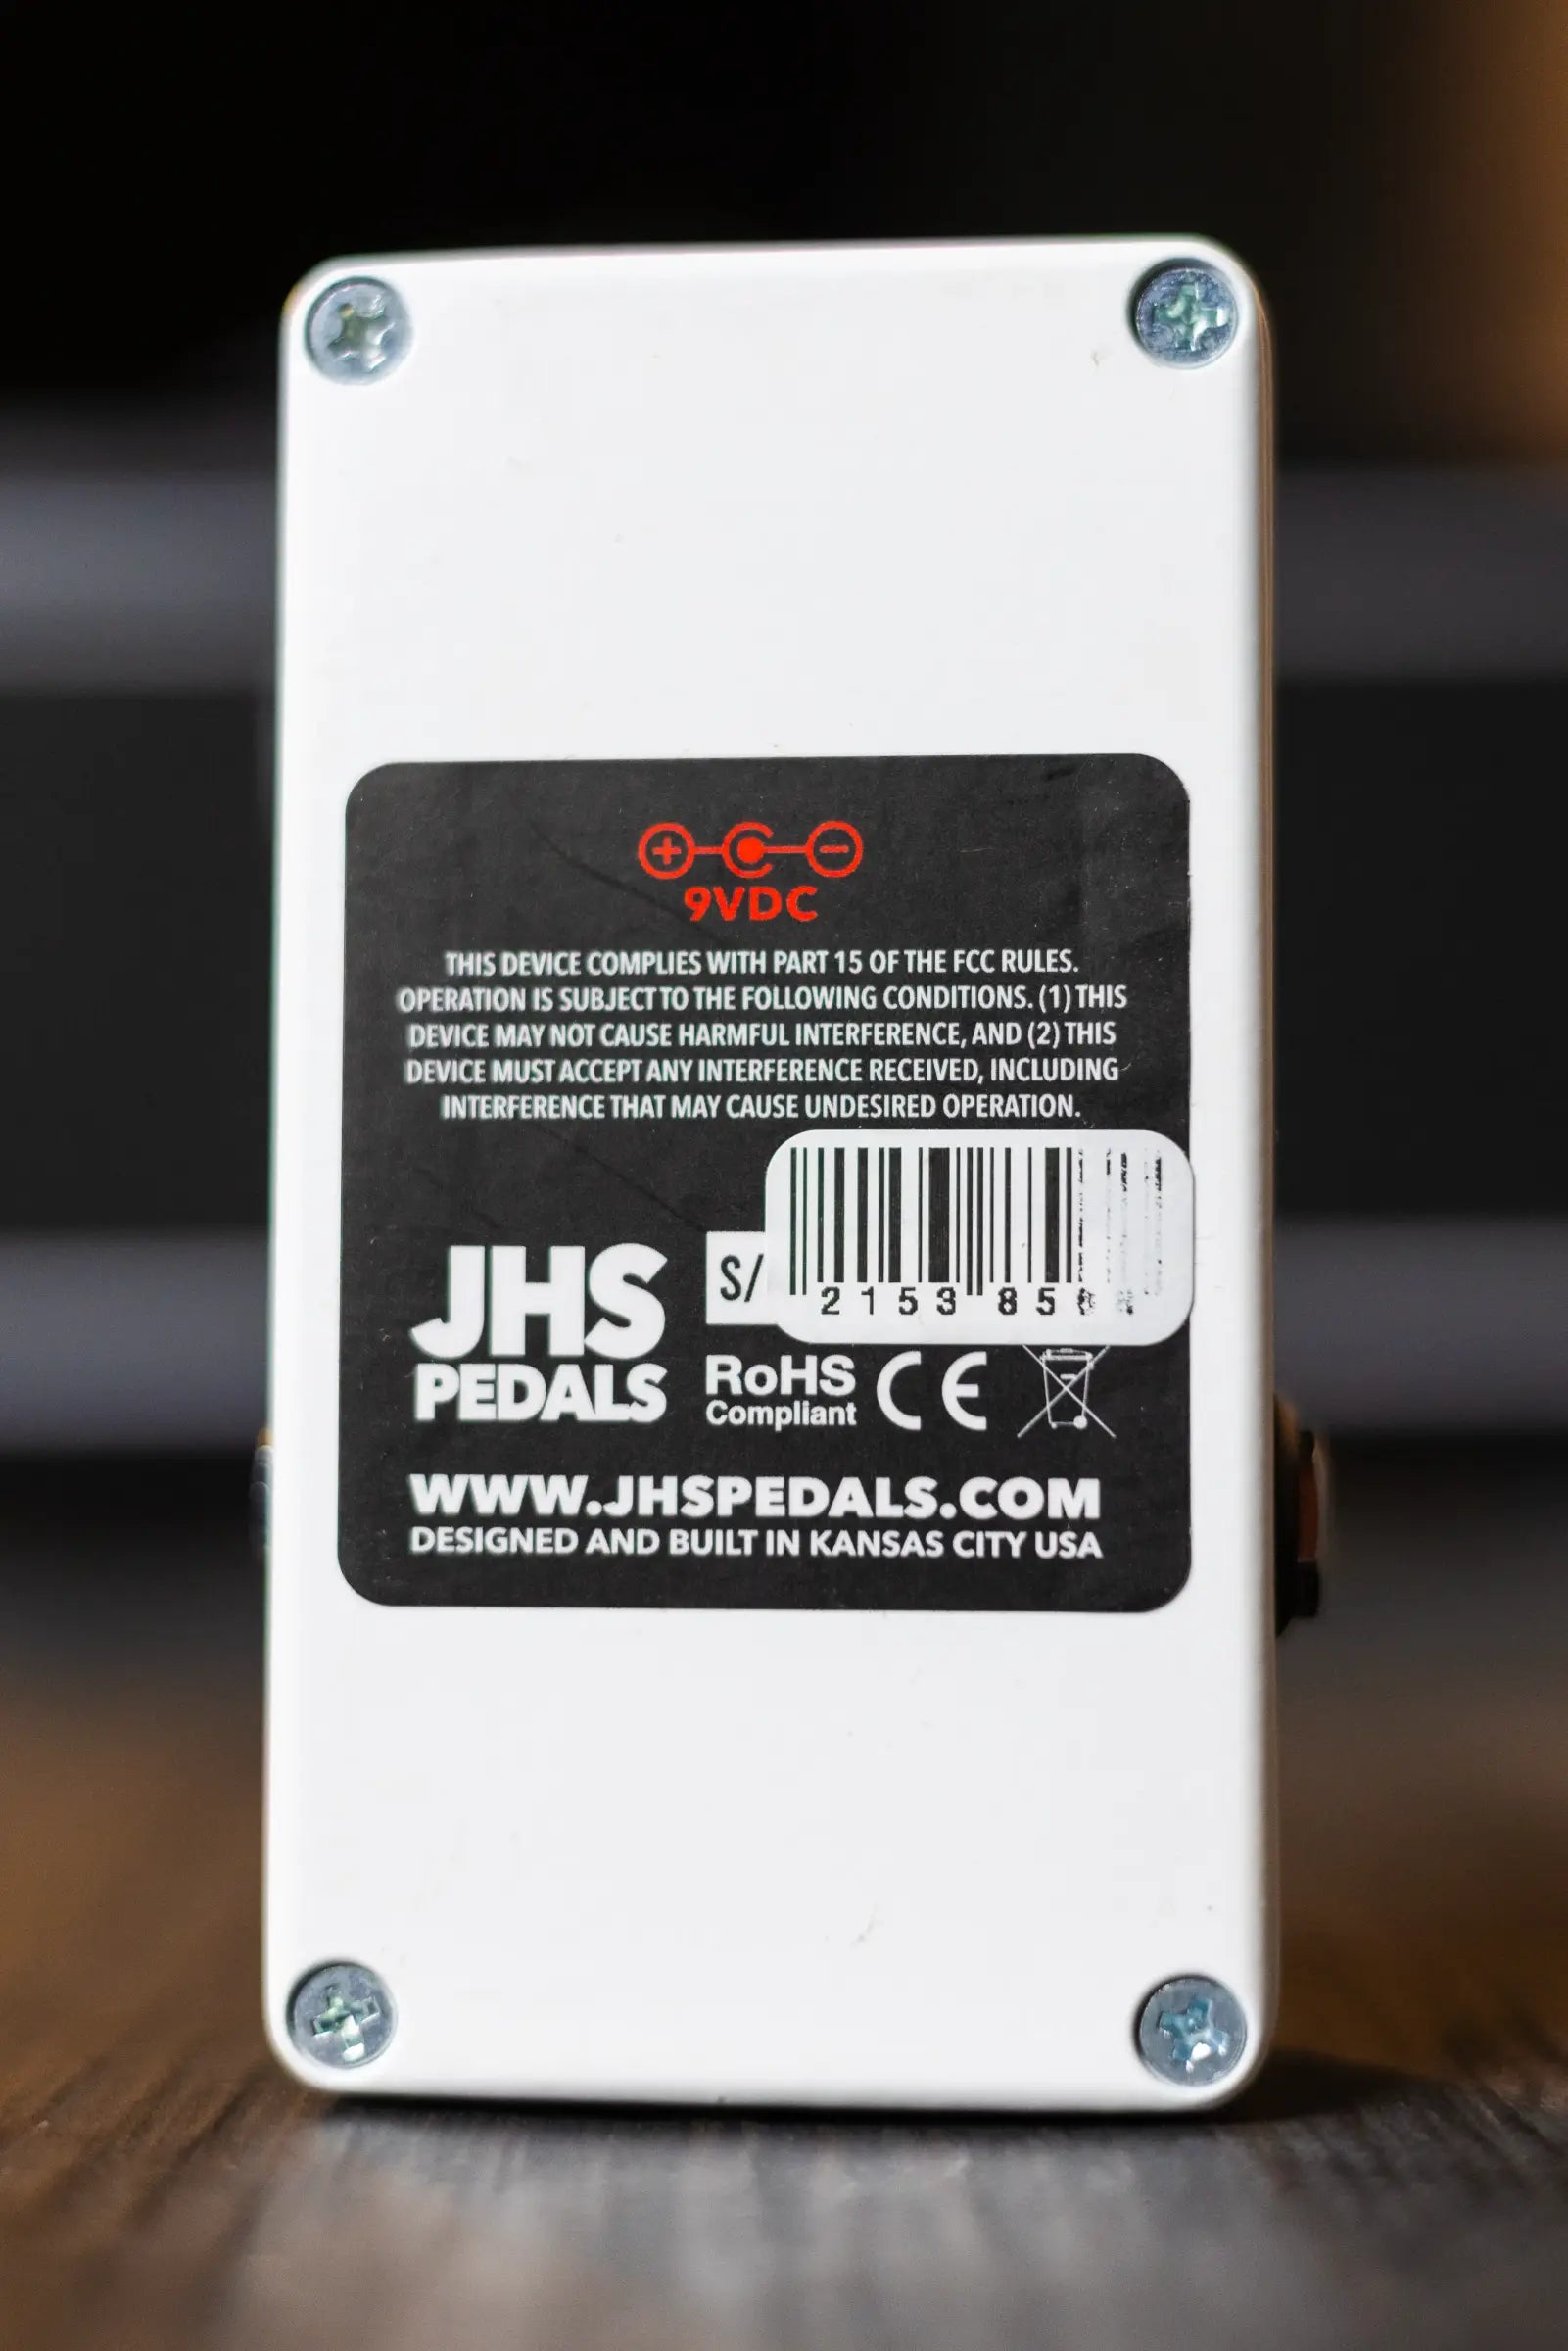 9VDC
THIS DEVICE COMPLIES WITH PART 15 OF THE FCC RULES.
OPERATION IS SUBJECT TO THE FOLLOWING CONDITIONS. (1) THIS
DEVICE MAY NOT CAUSE HARMFUL INTERFERENCE, AND (2) THIS
DEVICE MUST ACCEPT ANY INTERFERENCE RECEIVED, INCLUDING
INTERFERENCE THAT MAY CAUSE UNDESIRED OPERATION.
JHS
PEDALS
S/
2153 85
RoHS
Compliant
CE
WWW.JHSPEDALS.COM
DESIGNED AND BUILT IN KANSAS CITY USA